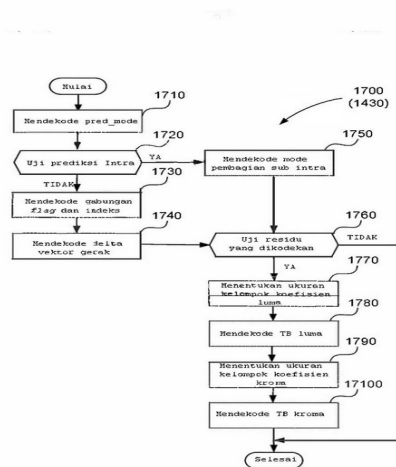 Mulai
1710
Mendekode pred_mode
1700
(1430)
1720
Uji prediksi Intra
YA
TIDAK
1750
Mendekode mode
pembagian sub intra
1730
Mendekode gabungan
flag dan indeks
1740
Mendekode delta
vektor gerak
1760
Uji residu
yang dikodekan
TIDAK
YA
1770
Menentukan ukuran
kelompok koefisien
luma
1780
Mendekode TB luma
1790
Menentukan ukuran
kelompok koefisien
kroma
17100
Mendekode TB kroma
Selesai